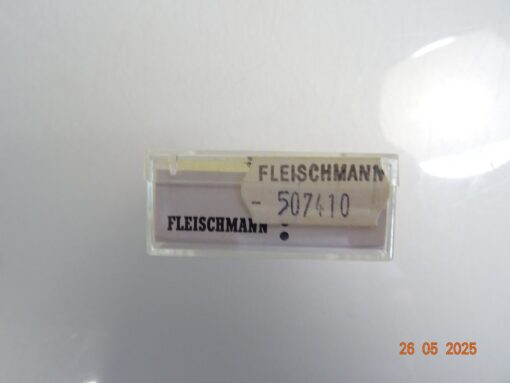 FLEISCHMANN
- 507410
FLEISCHMANN
26 05 2025